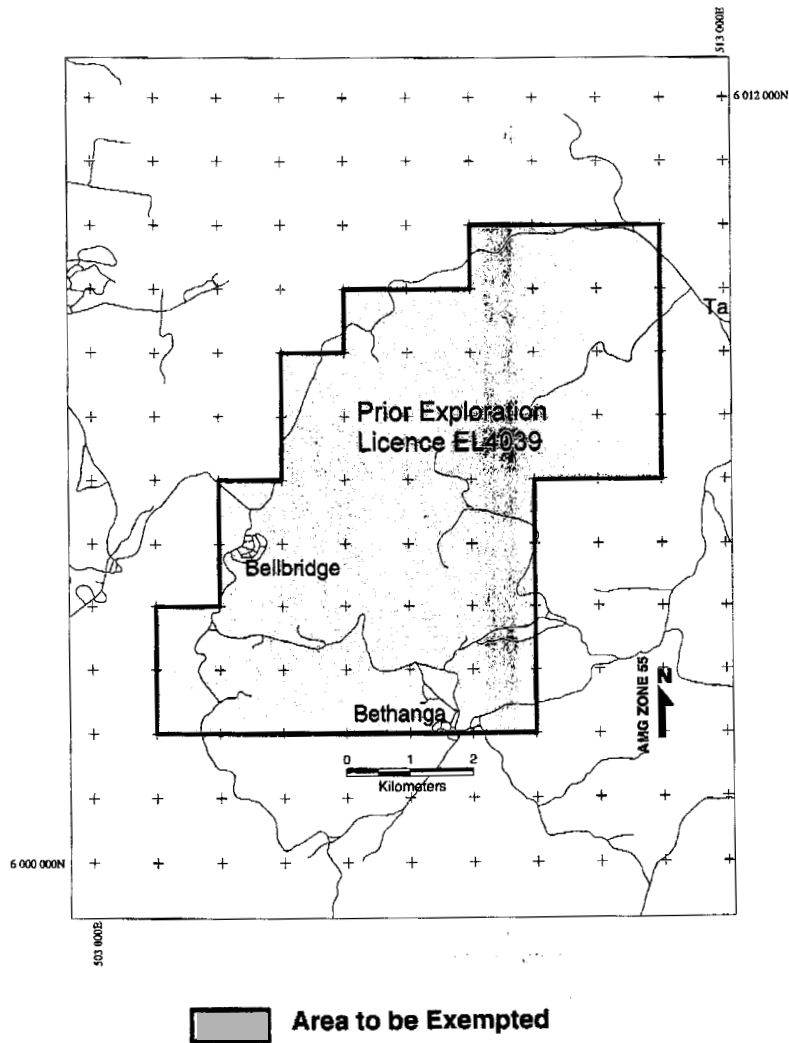 513 000E
6 012 000N
Ta
Prior Exploration
Licence EL4039
Bellbridge
Bethanga
AMG ZONE 55
N
0 1 2
Kilometers
6 000 000N
503 000E
Area to be Exempted